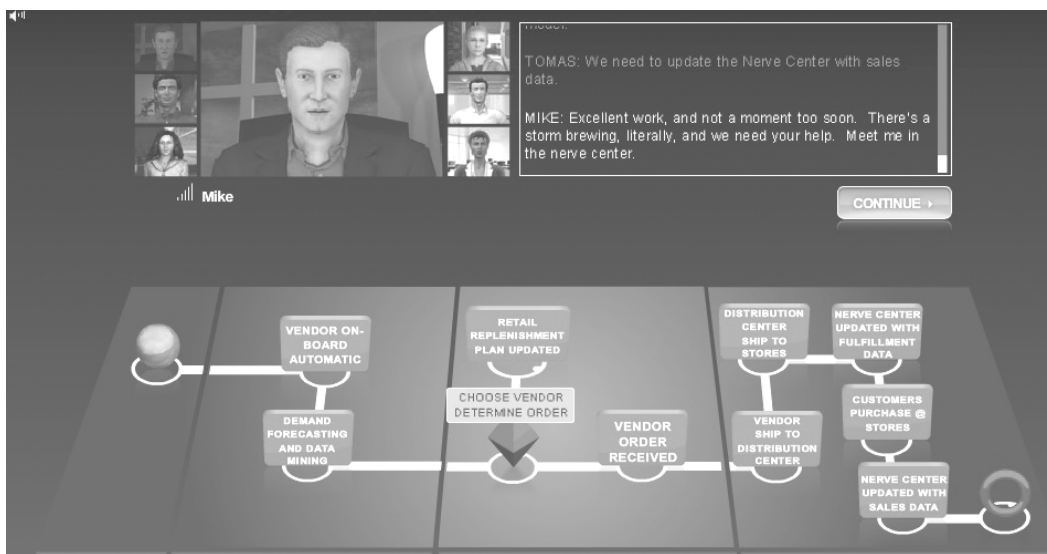 model.
TOMAS: We need to update the Nerve Center with sales
data.
MIKE: Excellent work, and not a moment too soon.  There's a
storm brewing, literally, and we need your help.  Meet me in
the nerve center.
Mike
CONTINUE ›
VENDOR ON-
BOARD
AUTOMATIC
DEMAND
FORECASTING
AND DATA
MINING
RETAIL
REPLENISHMENT
PLAN UPDATED
CHOOSE VENDOR
DETERMINE ORDER
VENDOR
ORDER
RECEIVED
DISTRIBUTION
CENTER
SHIP TO
STORES
VENDOR
SHIP TO
DISTRIBUTION
CENTER
NERVE CENTER
UPDATED WITH
FULFILLMENT
DATA
CUSTOMERS
PURCHASE @
STORES
NERVE CENTER
UPDATED WITH
SALES DATA